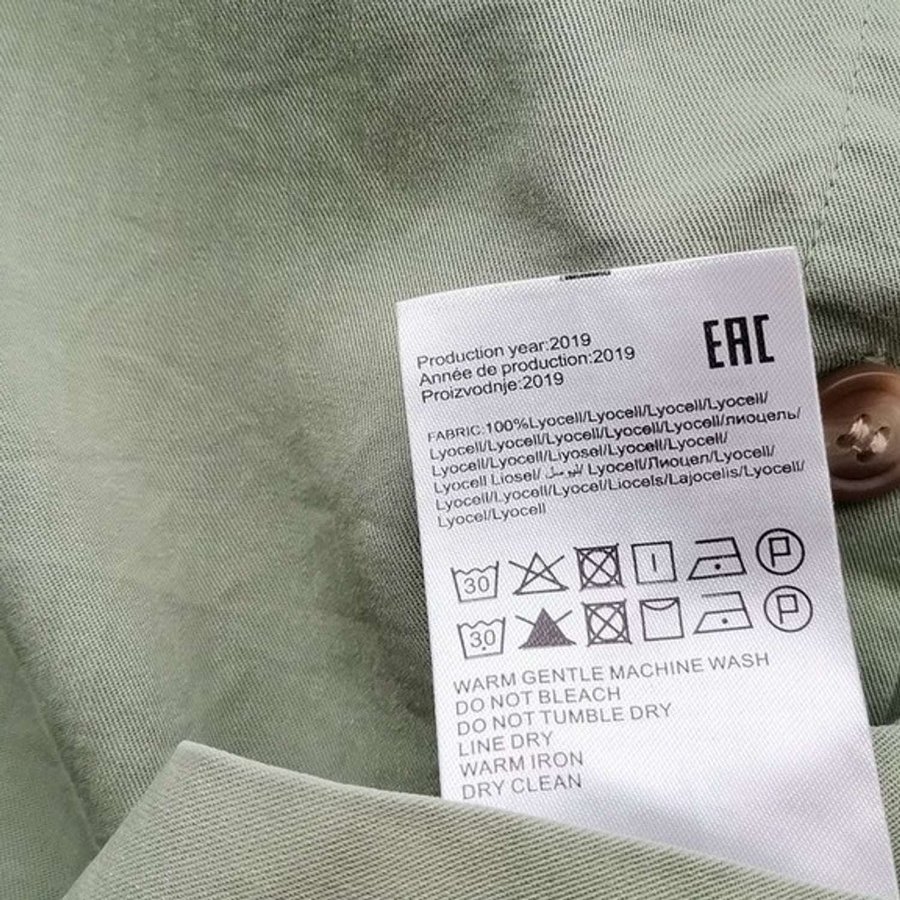 Production year:2019
Année de production:2019
Proizvodnje:2019
EAC
FABRIC:100%Lyocell/Lyocell/Lyocell/Lyocell/
Lyocell/Lyocell/Lyocell/Lyocell/Lyocell/лиоцель/
Lyocell/Lyocell/Liyosel/Lyocell/Lyocell/
Lyocell Liosel/ Lyocell/Лиоцел/Lyocell/
Lyocell/Lyocell/Lyocel/Liocels/Lajocelis/Lyocell/
Lyocel/Lyocell
30 P
30 P
WARM GENTLE MACHINE WASH
DO NOT BLEACH
DO NOT TUMBLE DRY
LINE DRY
WARM IRON
DRY CLEAN